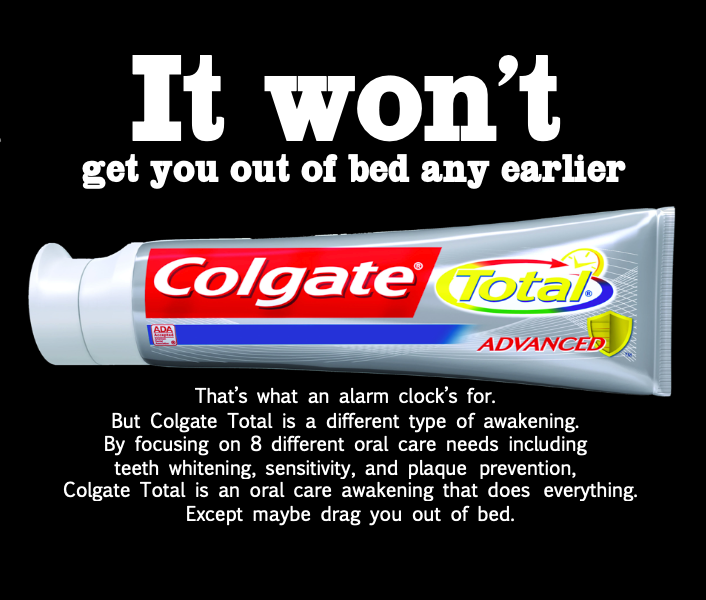 It won't
get you out of bed any earlier
Colgate®
Total®
ADA
Accepted
ADVANCED
That's what an alarm clock's for.
But Colgate Total is a different type of awakening.
By focusing on 8 different oral care needs including
teeth whitening, sensitivity, and plaque prevention,
Colgate Total is an oral care awakening that does everything.
Except maybe drag you out of bed.